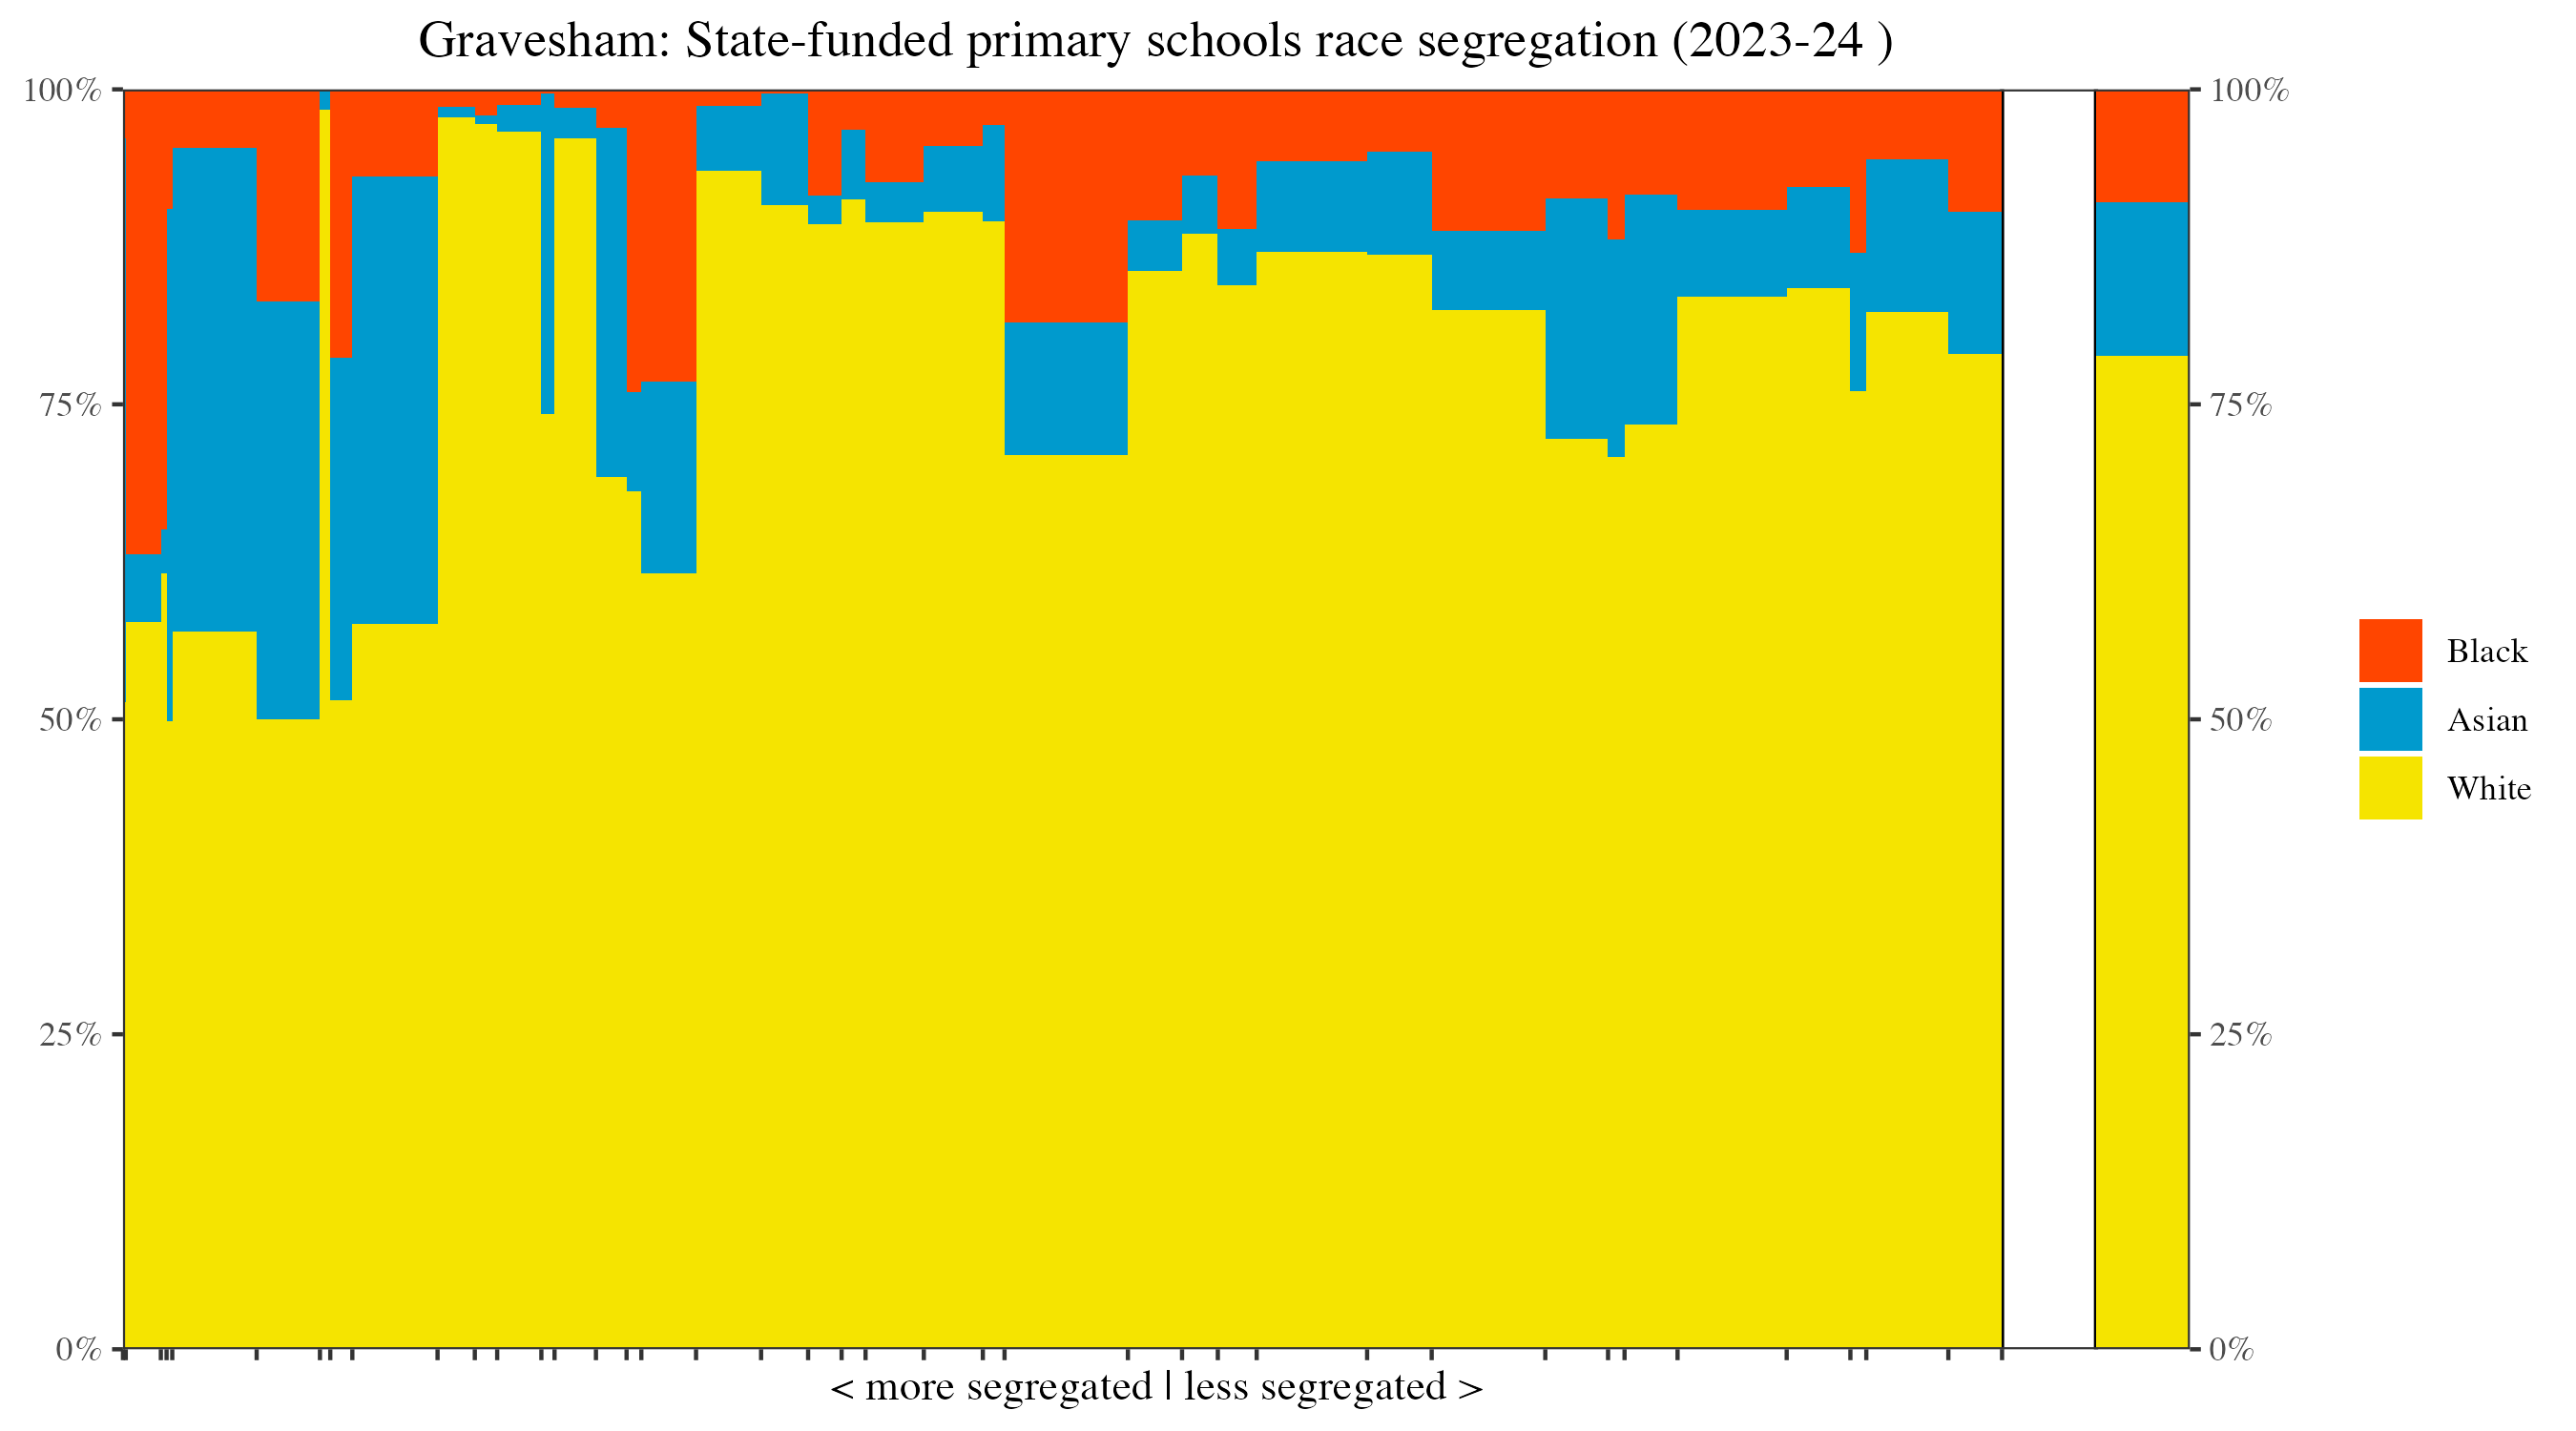 Gravesham: State-funded primary schools race segregation (2023-24 )
100%
75%
50%
25%
0%
100%
75%
50%
25%
0%
Black
Asian
White
< more segregated | less segregated >